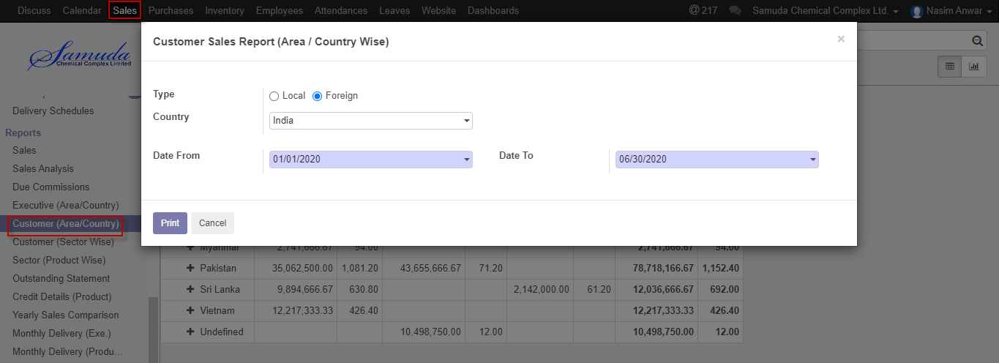 Discuss Calendar Sales Purchases Inventory Employees Attendances Leaves Website Dashboards @ 217 Samuda Chemical Complex Ltd. Nasim Anwar
Samuda
Chemical Complex Limited
Delivery Schedules
Reports
Sales
Sales Analysis
Due Commissions
Executive (Area/Country)
Customer (Area/Country)
Customer (Sector Wise)
Sector (Product Wise)
Outstanding Statement
Credit Details (Product)
Yearly Sales Comparison
Monthly Delivery (Exe.)
Monthly Delivery (Produ...
Customer Sales Report (Area / Country Wise) ×
Type Local Foreign
Country India
Date From 01/01/2020 Date To 06/30/2020
Print Cancel
Myanmar 2,741,666.67 94.00 2,741,666.67 94.00
Pakistan 35,062,500.00 1,081.20 43,655,666.67 71.20 78,718,166.67 1,152.40
Sri Lanka 9,894,666.67 630.80 2,142,000.00 61.20 12,036,666.67 692.00
Vietnam 12,217,333.33 426.40 12,217,333.33 426.40
Undefined 10,498,750.00 12.00 10,498,750.00 12.00